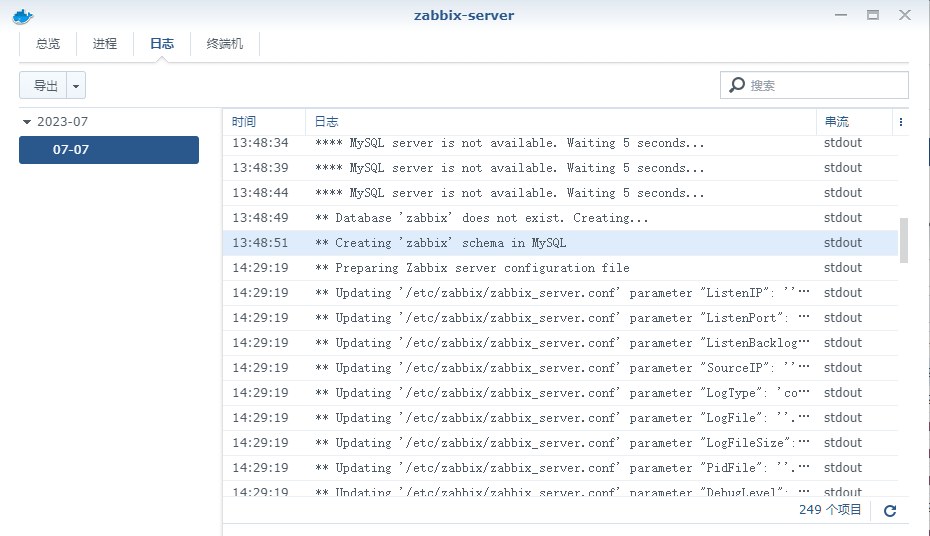 zabbix-server
总览 进程 日志 终端机
导出 搜索
2023-07
07-07
时间 日志 串流
13:48:34 **** MySQL server is not available. Waiting 5 seconds... stdout
13:48:39 **** MySQL server is not available. Waiting 5 seconds... stdout
13:48:44 **** MySQL server is not available. Waiting 5 seconds... stdout
13:48:49 ** Database 'zabbix' does not exist. Creating... stdout
13:48:51 ** Creating 'zabbix' schema in MySQL stdout
14:29:19 ** Preparing Zabbix server configuration file stdout
14:29:19 ** Updating '/etc/zabbix/zabbix_server.conf' parameter "ListenIP": ''… stdout
14:29:19 ** Updating '/etc/zabbix/zabbix_server.conf' parameter "ListenPort": … stdout
14:29:19 ** Updating '/etc/zabbix/zabbix_server.conf' parameter "ListenBacklog… stdout
14:29:19 ** Updating '/etc/zabbix/zabbix_server.conf' parameter "SourceIP": ''… stdout
14:29:19 ** Updating '/etc/zabbix/zabbix_server.conf' parameter "LogType": 'co… stdout
14:29:19 ** Updating '/etc/zabbix/zabbix_server.conf' parameter "LogFile": ''.… stdout
14:29:19 ** Updating '/etc/zabbix/zabbix_server.conf' parameter "LogFileSize":… stdout
14:29:19 ** Updating '/etc/zabbix/zabbix_server.conf' parameter "PidFile": ''.… stdout
14:29:19 ** Updating '/etc/zabbix/zabbix_server.conf' parameter "DebugLevel": … stdout
249 个项目